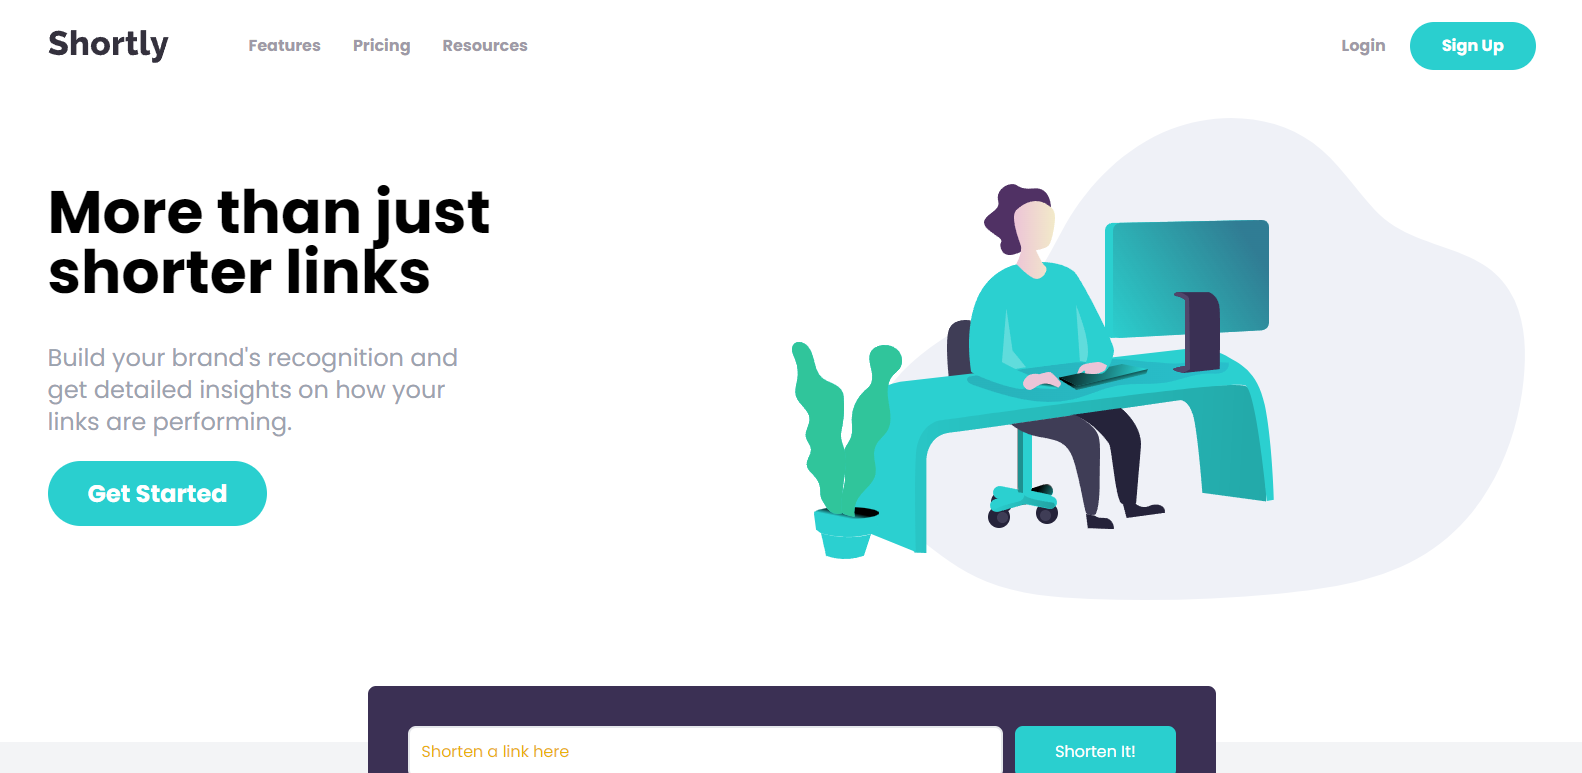 Shortly
Features
Pricing
Resources
Login
Sign Up
More than just
shorter links
Build your brand's recognition and
get detailed insights on how your
links are performing.
Get Started
Shorten a link here
Shorten It!